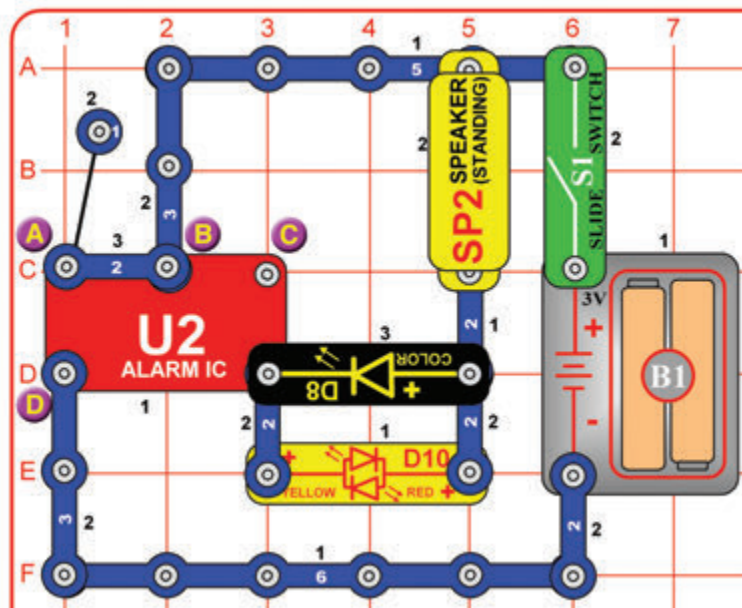 1 2 3 4 5 6 7
A
1
5
2
1
2
SPEAKER
(STANDING)
SP2
S1
SLIDE SWITCH
2
B
2
3
A
3
2
B
C
C
1
3V
+
-
B1
U2
ALARM IC
2
1
3
COLOR
D8
+
D
D
1
2
2
1
2
2
+
D10
YELLOW
RED +
E
3
2
2
2
1
6
F